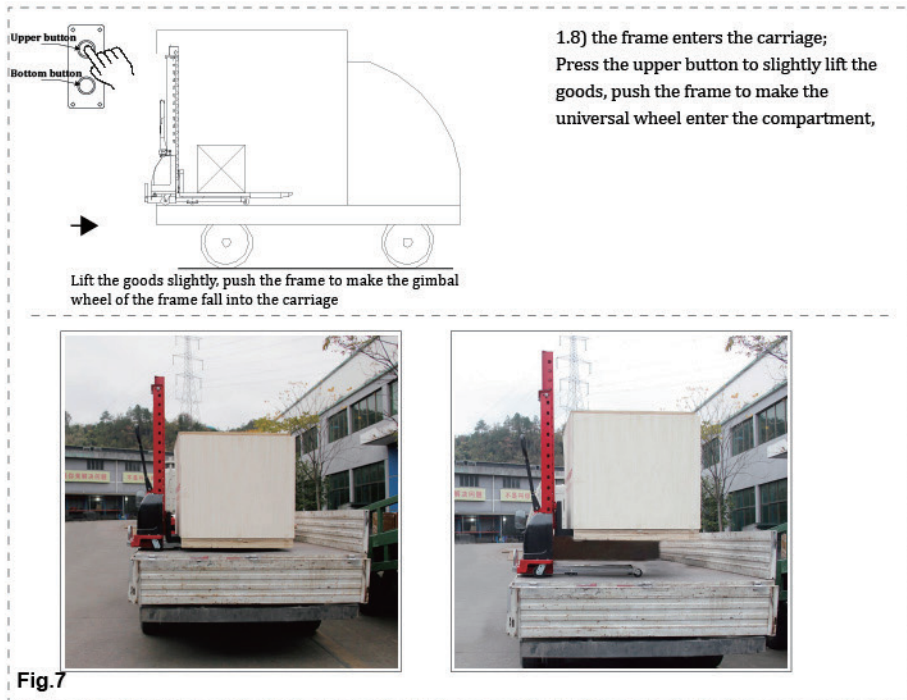 Upper button
Bottom button
1.8) the frame enters the carriage;
Press the upper button to slightly lift the
goods, push the frame to make the
universal wheel enter the compartment,
Lift the goods slightly, push the frame to make the gimbal
wheel of the frame fall into the carriage
Fig.7